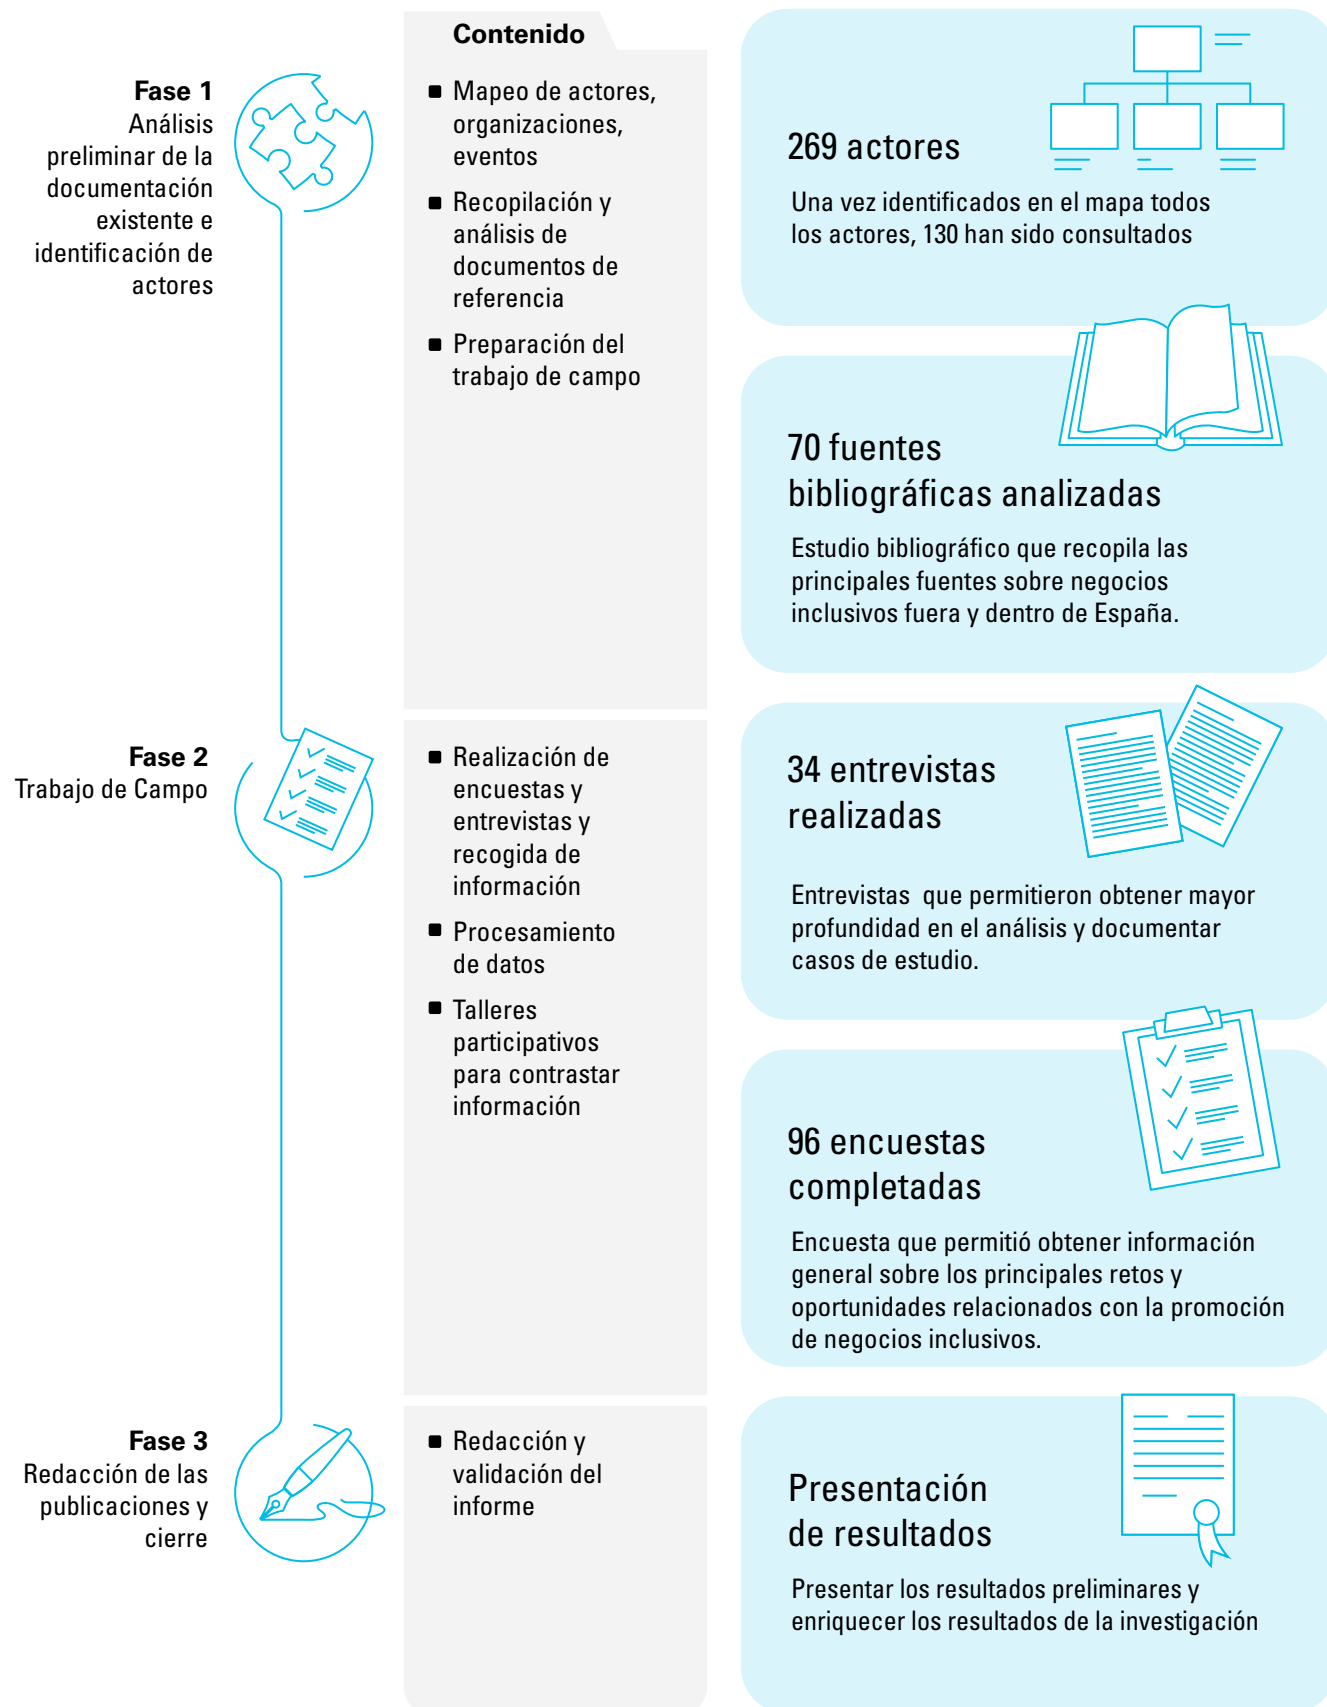 Contenido
Fase 1
Análisis
preliminar de la
documentación
existente e
identificación de
actores
■ Mapeo de actores,
organizaciones,
eventos
■ Recopilación y
análisis de
documentos de
referencia
■ Preparación del
trabajo de campo
269 actores
Una vez identificados en el mapa todos
los actores, 130 han sido consultados
70 fuentes
bibliográficas analizadas
Estudio bibliográfico que recopila las
principales fuentes sobre negocios
inclusivos fuera y dentro de España.
Fase 2
Trabajo de Campo
■ Realización de
encuestas y
entrevistas y
recogida de
información
■ Procesamiento
de datos
■ Talleres
participativos
para contrastar
información
34 entrevistas
realizadas
Entrevistas  que permitieron obtener mayor
profundidad en el análisis y documentar
casos de estudio.
96 encuestas
completadas
Encuesta que permitió obtener información
general sobre los principales retos y
oportunidades relacionados con la promoción
de negocios inclusivos.
Fase 3
Redacción de las
publicaciones y
cierre
■ Redacción y
validación del
informe
Presentación
de resultados
Presentar los resultados preliminares y
enriquecer los resultados de la investigación